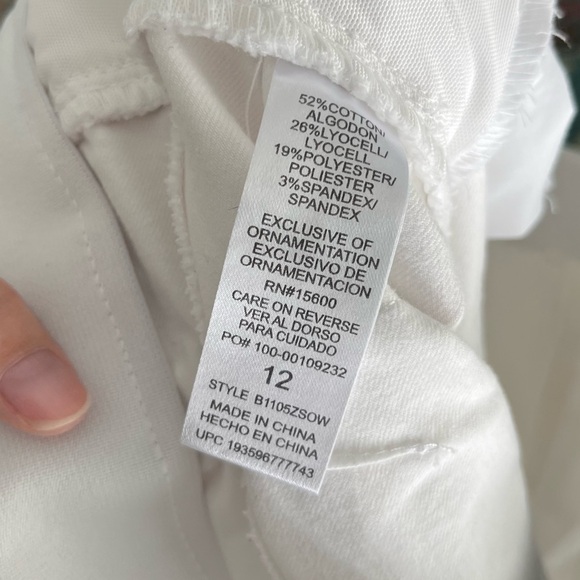 52%COTTON/
ALGODON
26%LYOCELL/
LYOCELL
19%POLYESTER/
POLIESTER
3%SPANDEX/
SPANDEX
EXCLUSIVE OF
ORNAMENTATION
EXCLUSIVO DE
ORNAMENTACION
RN#15600
CARE ON REVERSE
VER AL DORSO
PARA CUIDADO
PO# 100-00109232
12
STYLE B1105ZSOW
MADE IN CHINA
HECHO EN CHINA
UPC 193596777743